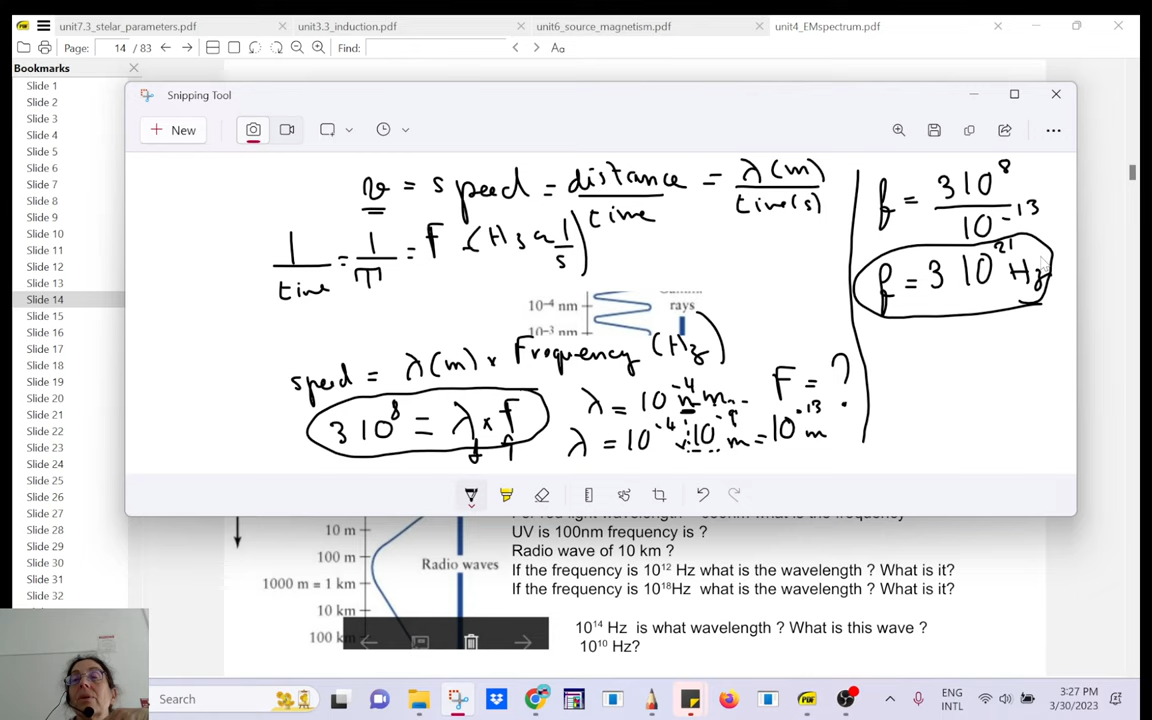 unit7.3_stelar_parameters.pdf unit3.3_induction.pdf unit6_source_magnetism.pdf unit4_EMspectrum.pdf
Page: 14 / 83 Find: Aa
Bookmarks
Slide 1
Slide 2
Slide 3
Slide 4
Slide 5
Slide 6
Slide 7
Slide 8
Slide 9
Slide 10
Slide 11
Slide 12
Slide 13
Slide 14
Slide 15
Slide 16
Slide 17
Slide 18
Slide 19
Slide 20
Slide 21
Slide 22
Slide 23
Slide 24
Slide 25
Slide 26
Slide 27
Slide 28
Slide 29
Slide 30
Slide 31
Slide 32
Snipping Tool
New
v = speed = distance/time = λ(m)/time(s)
1/time = 1/T = F (Hz a 1/s)
10⁻⁴ nm
rays
10⁻³ nm
speed = λ(m) × Frequency (Hz)
3 10⁸ = λ × f
λ = 10⁻⁴ nm F = ?
λ = 10⁻⁴ 10⁻⁹ m = 10⁻¹³ m
f = 3 10⁸ / 10⁻¹³
f = 3 10²¹ Hz
10 m
100 m
1000 m = 1 km
10 km
100 km
Radio waves
UV is 100nm frequency is ?
Radio wave of 10 km ?
If the frequency is 10¹² Hz what is the wavelength ? What is it?
If the frequency is 10¹⁸Hz what is the wavelength ? What is it?
10¹⁴ Hz is what wavelength ? What is this wave ?
10¹⁰ Hz?
Search
ENG
INTL
3:27 PM
3/30/2023